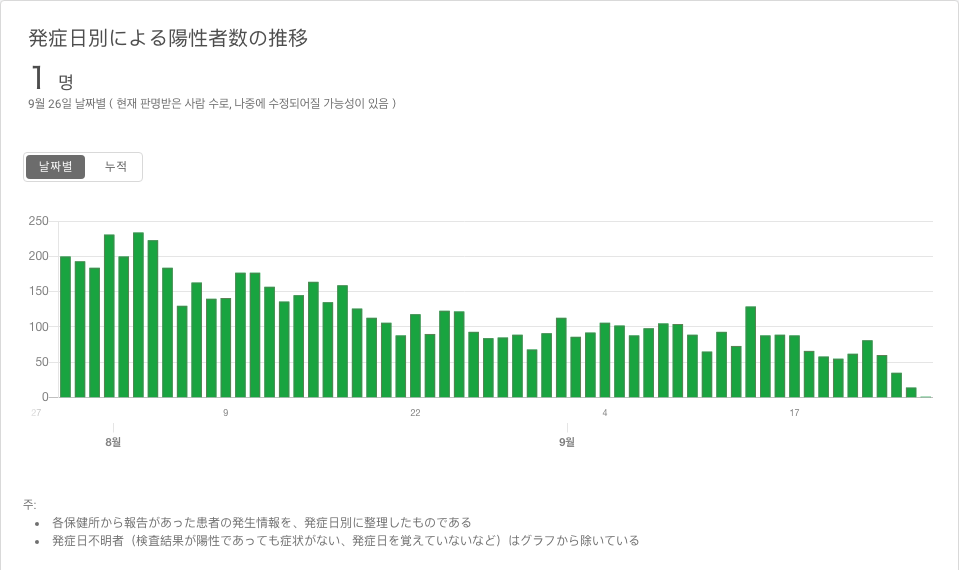 発症日別による陽性者数の推移
1 명
9월 26일 날짜별 ( 현재 판명받은 사람 수로, 나중에 수정되어질 가능성이 있음 )
날짜별 누적
250
200
150
100
50
0
27 9 22 4 17
8월 9월
주:
• 各保健所から報告があった患者の発生情報を、発症日別に整理したものである
• 発症日不明者（検査結果が陽性であっても症状がない、発症日を覚えていないなど）はグラフから除いている